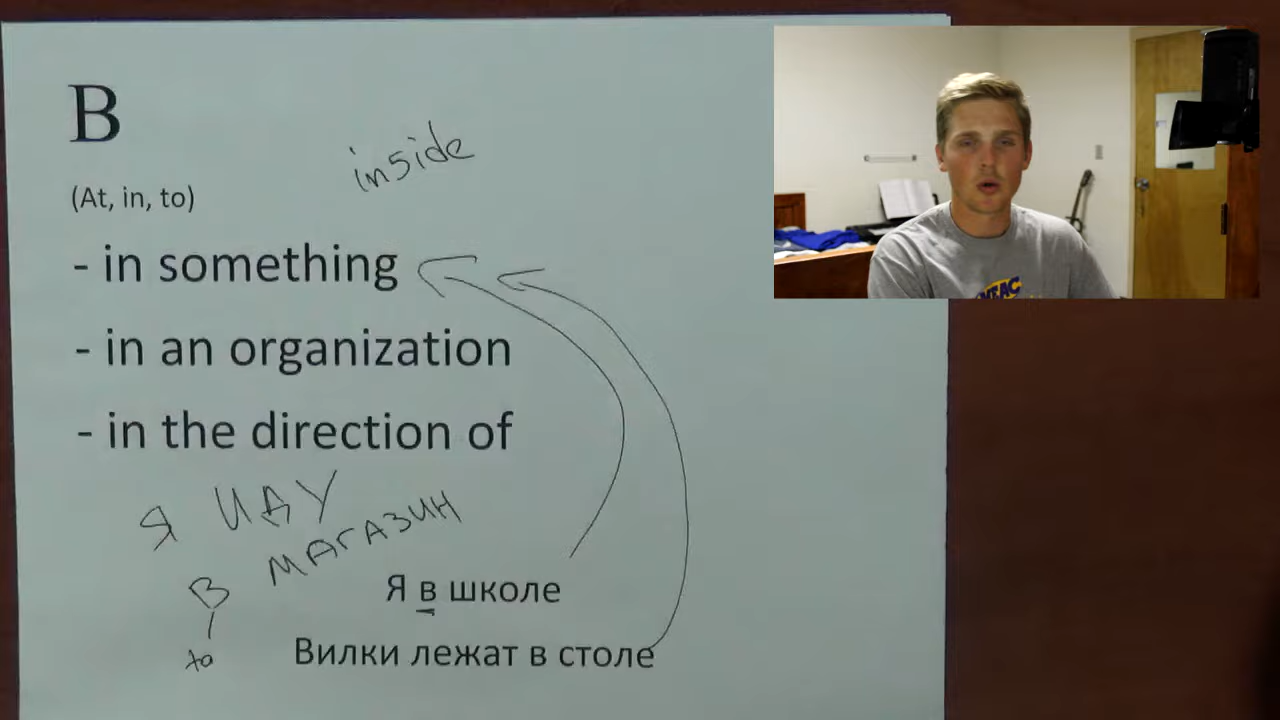 В
inside
(At, in, to)
- in something
- in an organization
- in the direction of
Я ИДУ
В МАГАЗИН
to
Я в школе
Вилки лежат в столе